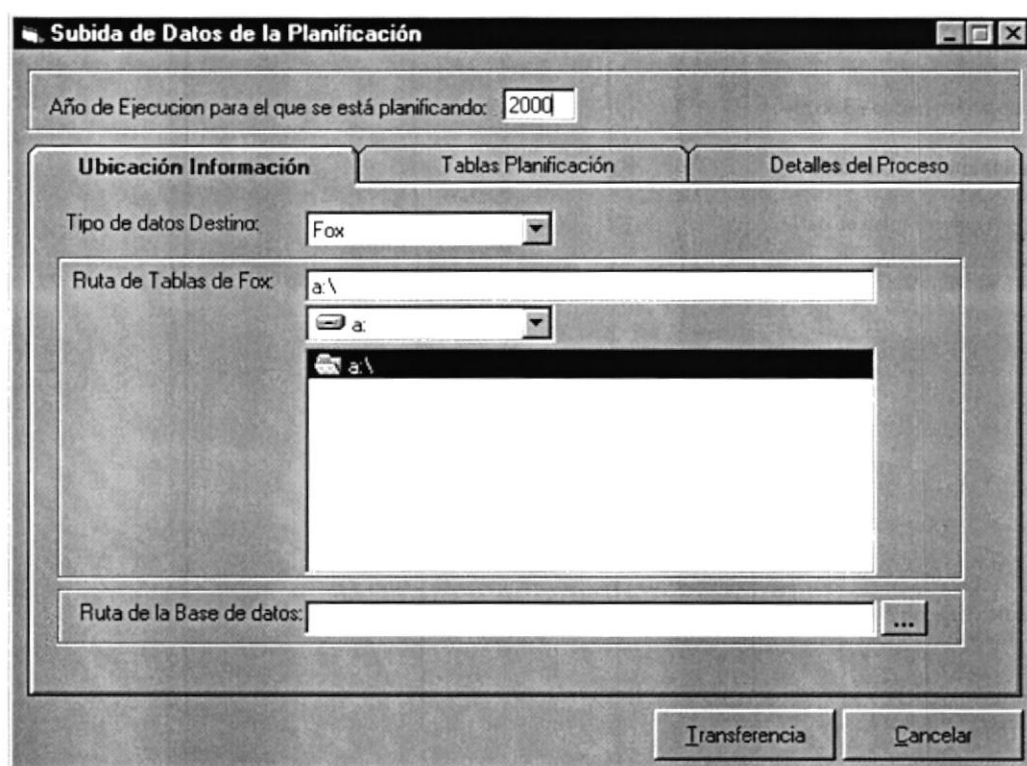 Subida de Datos de la Planificación
Año de Ejecucion para el que se está planificando: 2000
Ubicación Información Tablas Planificación Detalles del Proceso
Tipo de datos Destino: Fox
Ruta de Tablas de Fox: a:\
a:
a:\
Ruta de la Base de datos: ...
Transferencia Cancelar